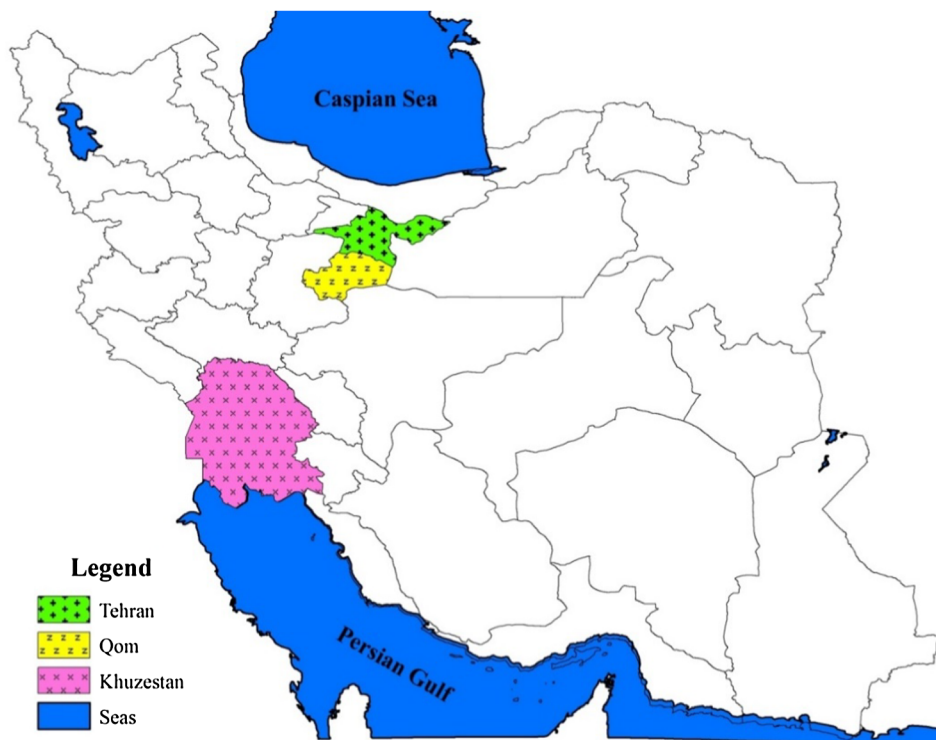 Caspian Sea
Persian Gulf
Legend
Tehran
Qom
Khuzestan
Seas